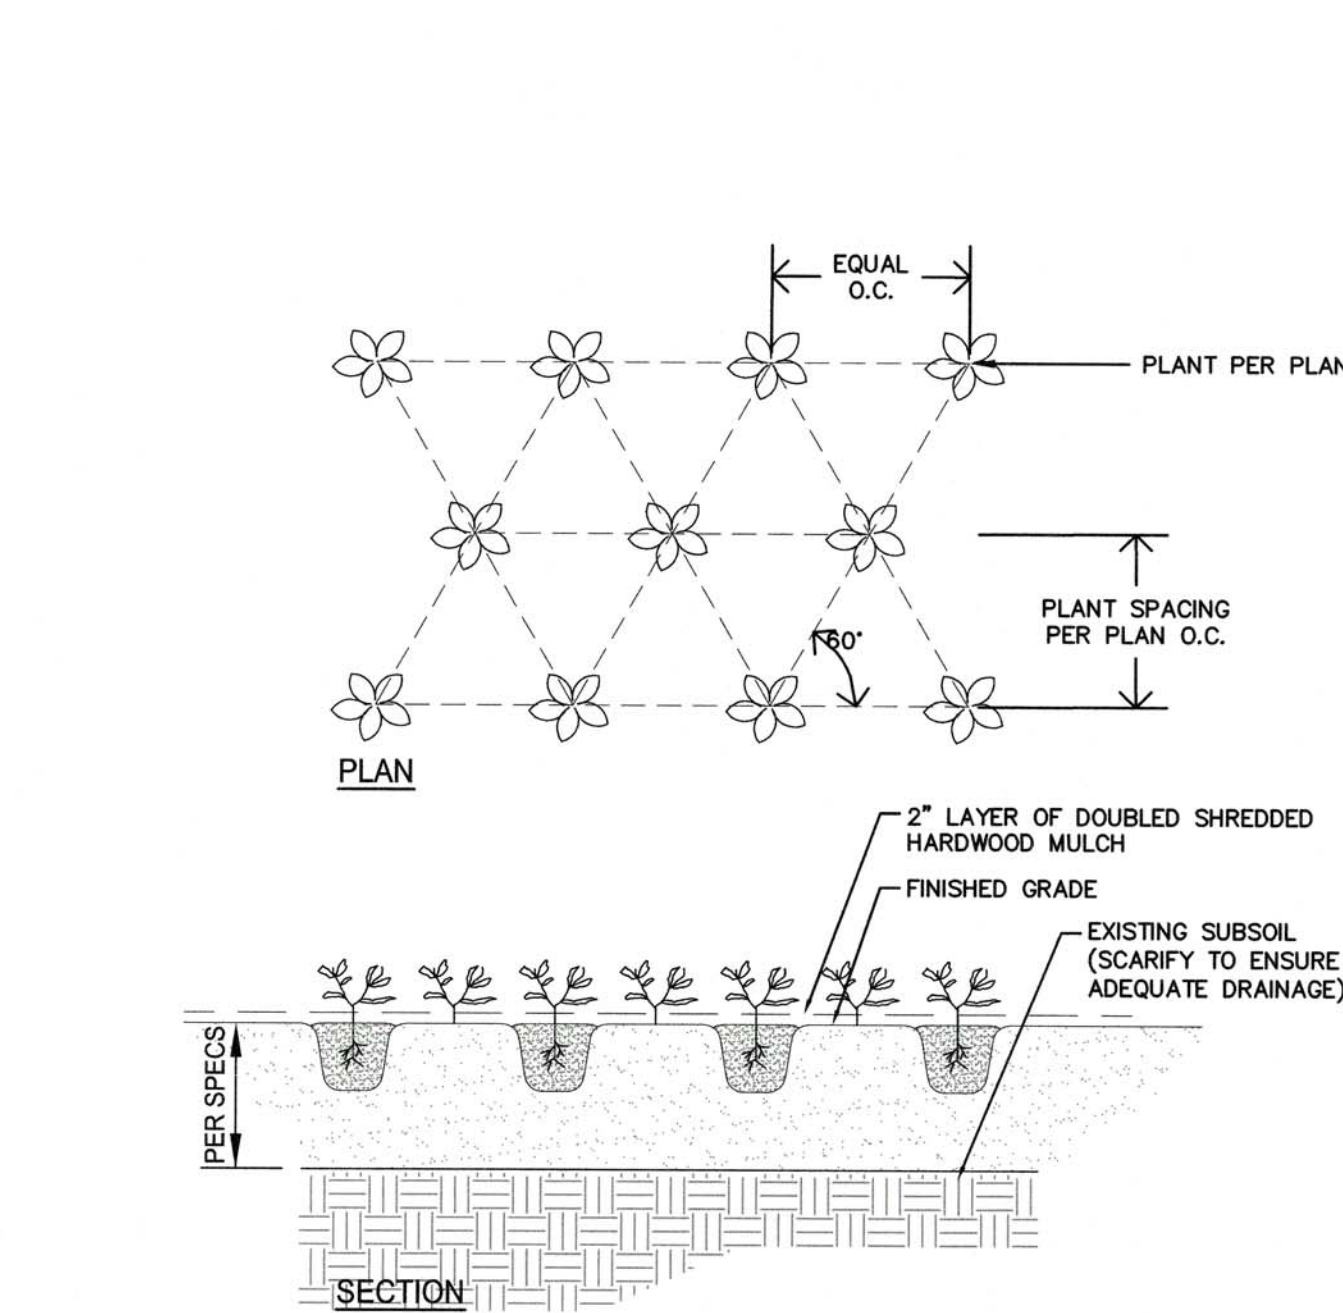 EQUAL
O.C.
PLANT PER PLAN
PLANT SPACING
PER PLAN O.C.
60°
PLAN
2" LAYER OF DOUBLED SHREDDED
HARDWOOD MULCH
FINISHED GRADE
EXISTING SUBSOIL
(SCARIFY TO ENSURE
ADEQUATE DRAINAGE)
PER SPECS
SECTION